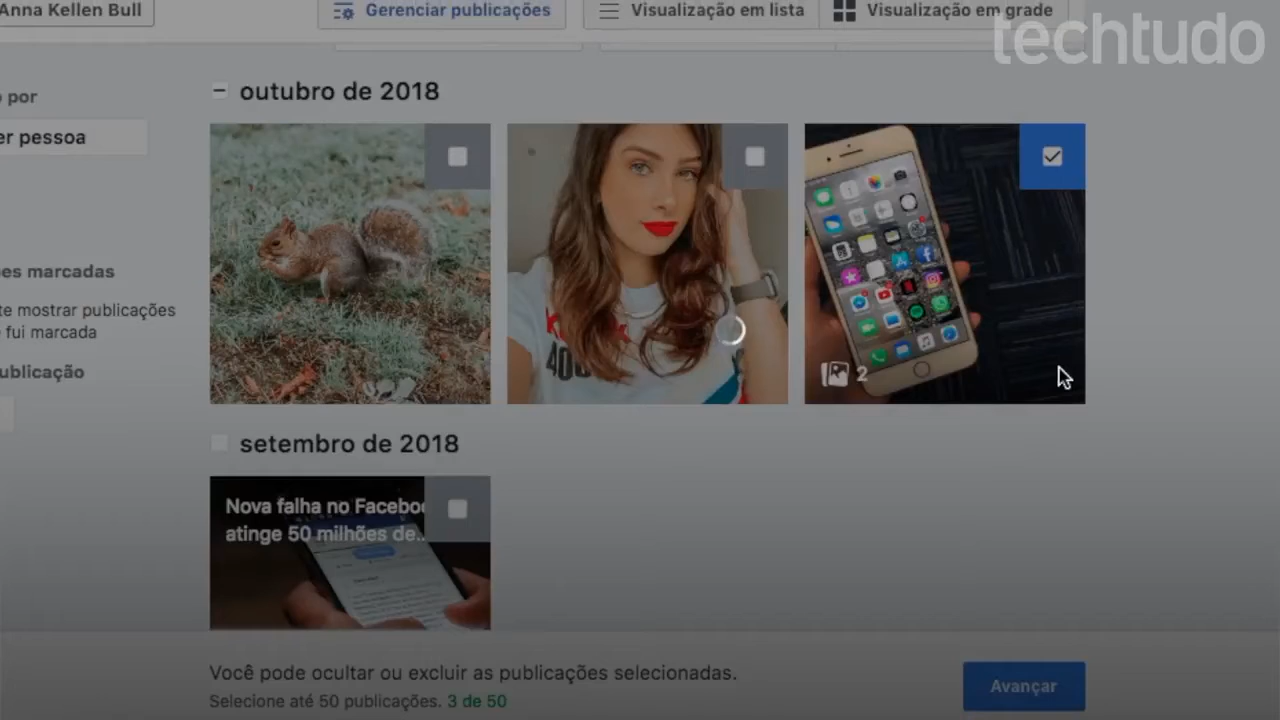 Anna Kellen Bull
Gerenciar publicações
Visualização em lista
Visualização em grade
techtudo
outubro de 2018
o por
er pessoa
2
ões marcadas
te mostrar publicações
fui marcada
ublicação
setembro de 2018
Nova falha no Faceboo
atinge 50 milhões de...
Você pode ocultar ou excluir as publicações selecionadas.
Selecione até 50 publicações. 3 de 50
Avançar